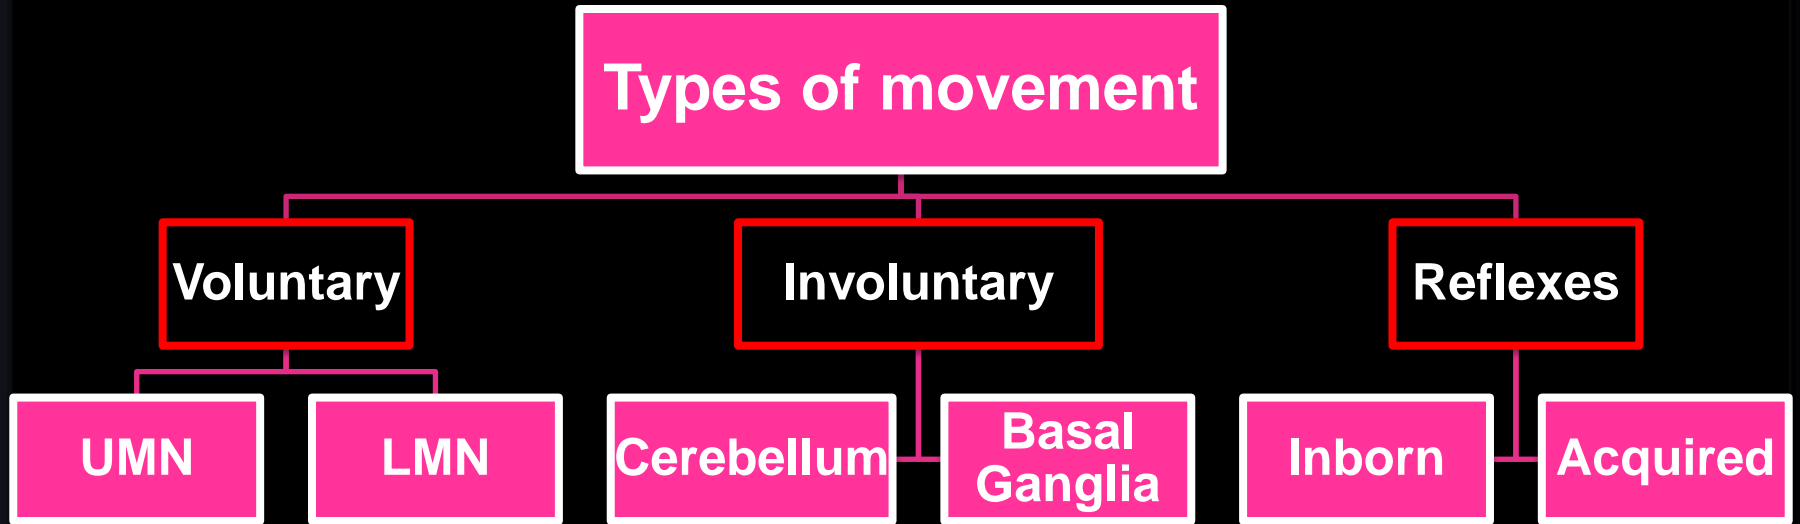 Types of movement
Voluntary
Involuntary
Reflexes
UMN
LMN
Cerebellum
Basal
Ganglia
Inborn
Acquired